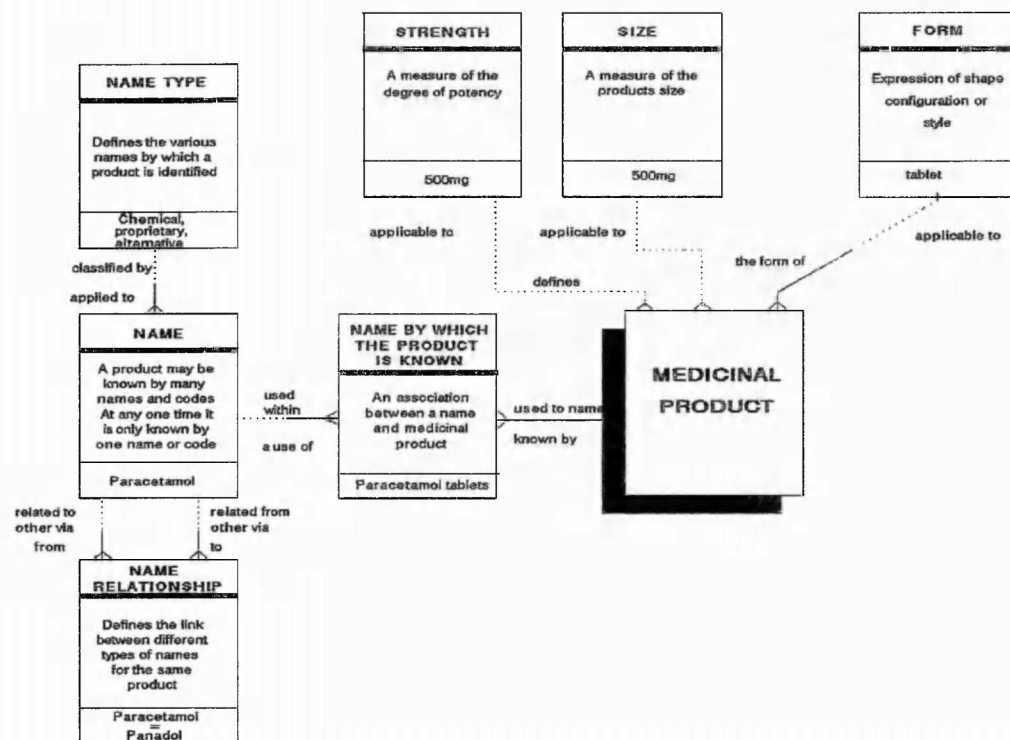 STRENGTH
A measure of the
degree of potency
500mg
SIZE
A measure of the
products size
500mg
FORM
Expression of shape
configuration or
style
tablet
NAME TYPE
Defines the various
names by which a
product is identified
Chemical,
proprietary,
altmative
applicable to
applicable to
applicable to
the form of
defines
classified by
applied to
NAME
A product may be
known by many
names and codes
At any one time it
is only known by
one name or code
Paracetamol
used
within
a use of
NAME BY WHICH
THE PRODUCT
IS KNOWN
An association
between a name
and medicinal
product
Paracetamol tablets
used to name
known by
MEDICINAL
PRODUCT
related to
other via
from
related from
other via
to
NAME
RELATIONSHIP
Defines the link
between different
types of names
for the same
product
Paracetamol
=
Panadol